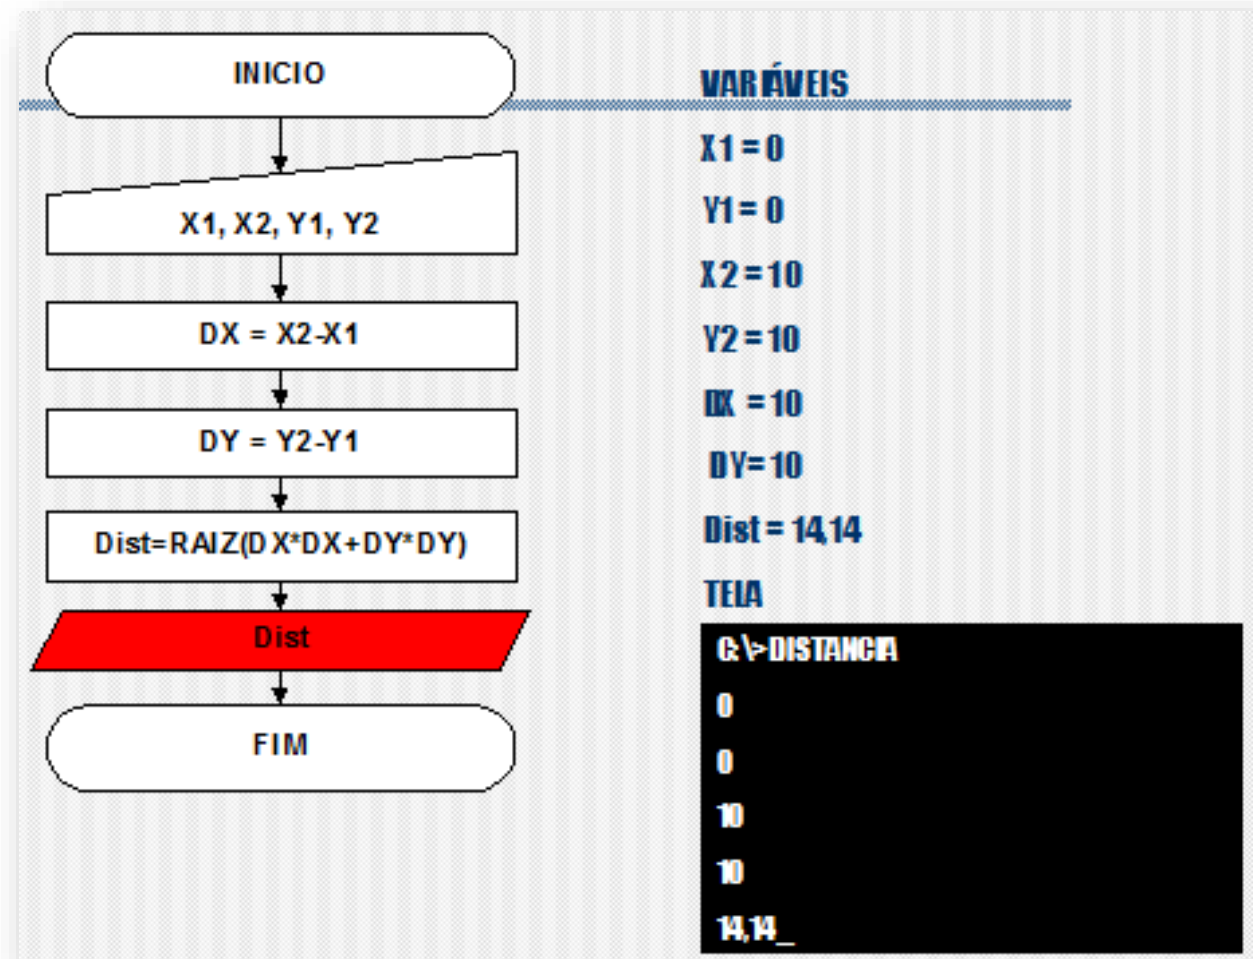 INICIO
X1, X2, Y1, Y2
DX = X2-X1
DY = Y2-Y1
Dist=RAIZ(DX*DX+DY*DY)
Dist
FIM
VARIÁVEIS
X1 = 0
Y1 = 0
X2 = 10
Y2 = 10
DX = 10
DY= 10
Dist = 14,14
TELA
C:\>DISTANCIA
0
0
10
10
14,14_